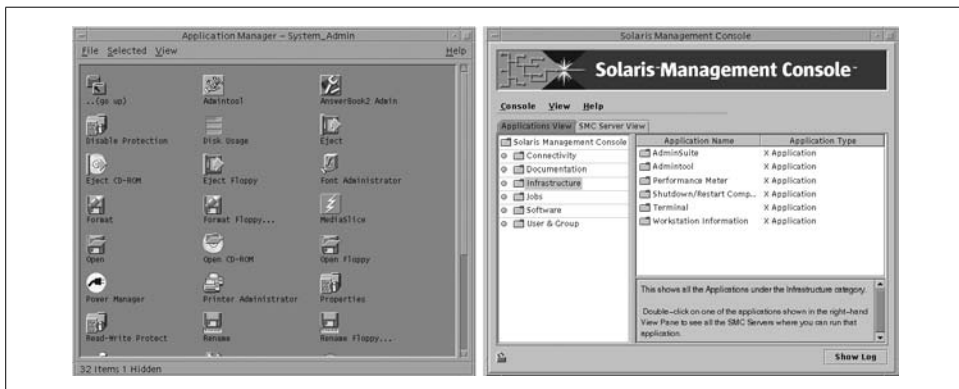 Application Manager - System_Admin
File Selected View Help
..(go up) Admintool AnswerBook2 Admin
Disable Protection Disk Usage Eject
Eject CD-ROM Eject Floppy Font Administrator
Format Format Floppy... MediaSlice
Open Open CD-ROM Open Floppy
Power Manager Printer Administrator Properties
Read-Write Protect Rename Rename Floppy...
32 Items 1 Hidden
Solaris Management Console
Solaris Management Console
Console View Help
Applications View SMC Server View
Solaris Management Console
Connectivity
Documentation
Infrastructure
Jobs
Software
User & Group
Application Name Application Type
AdminSuite X Application
Admintool X Application
Performance Meter X Application
Shutdown/Restart Comp... X Application
Terminal X Application
Workstation Information X Application
This shows all the Applications under the Infrastructure category.
Double-click on one of the applications shown in the right-hand
View Pane to see all the SMC Servers where you can run that
application.
Show Log